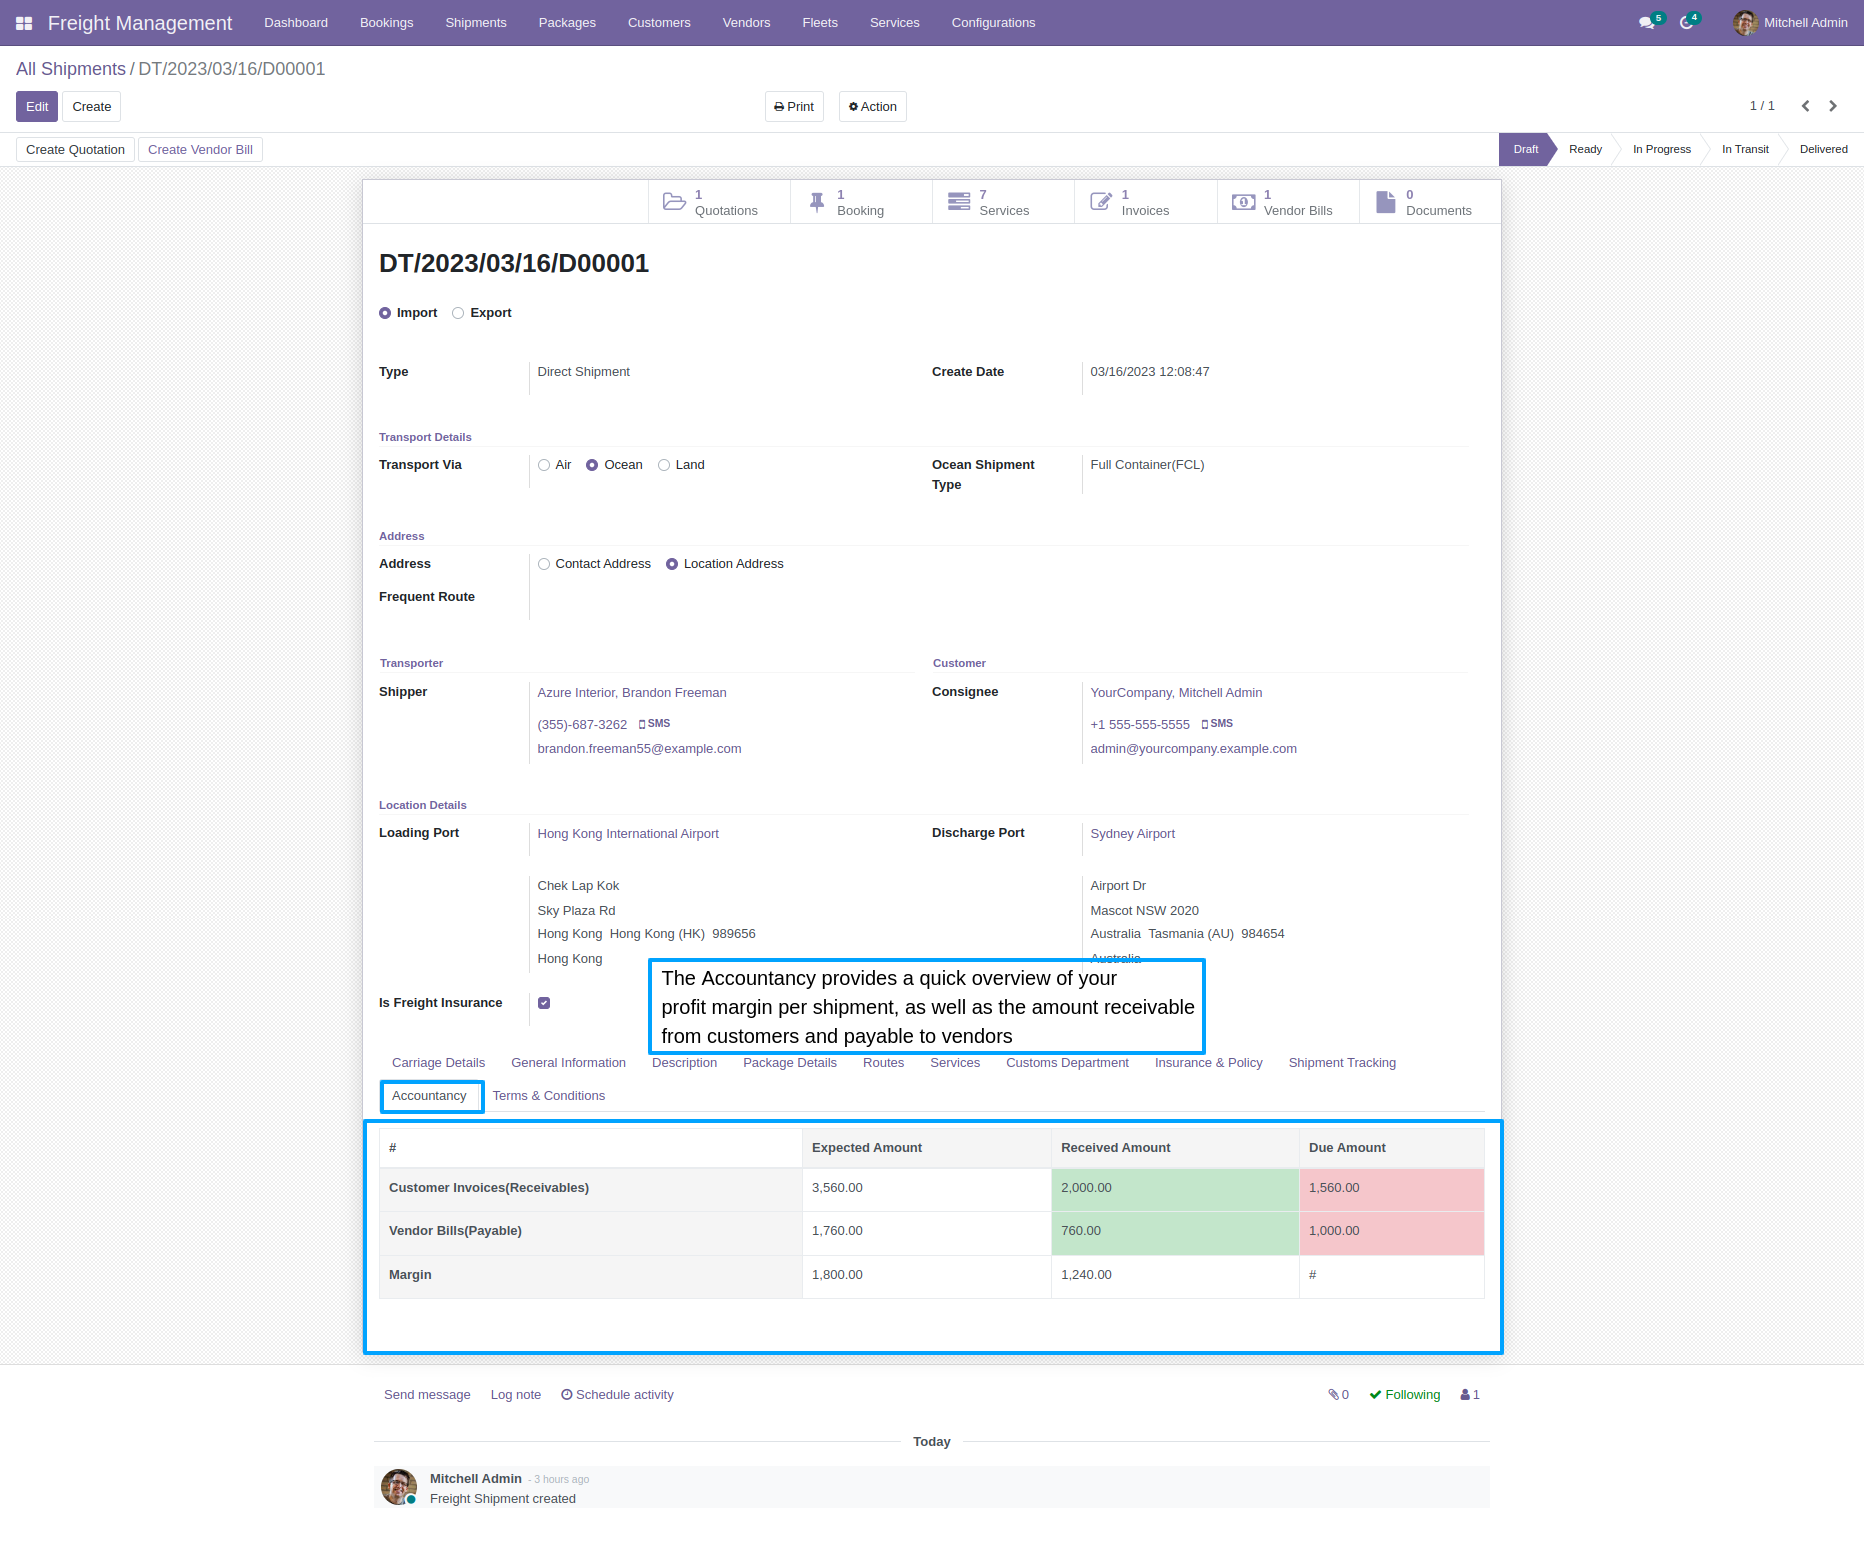 Freight Management Dashboard Bookings Shipments Packages Customers Vendors Fleets Services Configurations 5 4 Mitchell Admin
All Shipments / DT/2023/03/16/D00001
Edit Create Print Action 1 / 1
Create Quotation Create Vendor Bill Draft Ready In Progress In Transit Delivered
1 1 7 1 1 0
Quotations Booking Services Invoices Vendor Bills Documents
DT/2023/03/16/D00001
Import Export
Type Direct Shipment Create Date 03/16/2023 12:08:47
Transport Details
Transport Via Air Ocean Land Ocean Shipment Full Container(FCL)
Type
Address
Address Contact Address Location Address
Frequent Route
Transporter Customer
Shipper Azure Interior, Brandon Freeman Consignee YourCompany, Mitchell Admin
(355)-687-3262 SMS +1 555-555-5555 SMS
brandon.freeman55@example.com admin@yourcompany.example.com
Location Details
Loading Port Hong Kong International Airport Discharge Port Sydney Airport
Chek Lap Kok Airport Dr
Sky Plaza Rd Mascot NSW 2020
Hong Kong Hong Kong (HK) 989656 Australia Tasmania (AU) 984654
Hong Kong Australia
The Accountancy provides a quick overview of your
Is Freight Insurance profit margin per shipment, as well as the amount receivable
from customers and payable to vendors
Carriage Details General Information Description Package Details Routes Services Customs Department Insurance & Policy Shipment Tracking
Accountancy Terms & Conditions
# Expected Amount Received Amount Due Amount
Customer Invoices(Receivables) 3,560.00 2,000.00 1,560.00
Vendor Bills(Payable) 1,760.00 760.00 1,000.00
Margin 1,800.00 1,240.00 #
Send message Log note Schedule activity 0 Following 1
Today
Mitchell Admin - 3 hours ago
Freight Shipment created